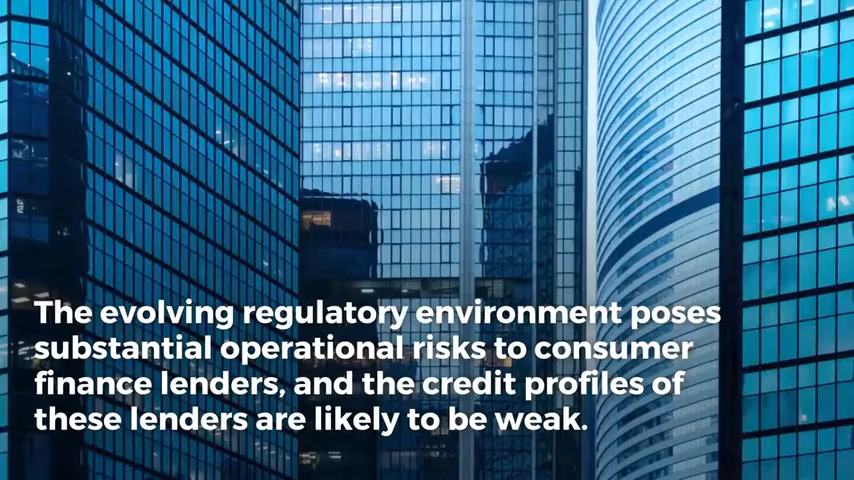 The evolving regulatory environment poses
substantial operational risks to consumer
finance lenders, and the credit profiles of
these lenders are likely to be weak.